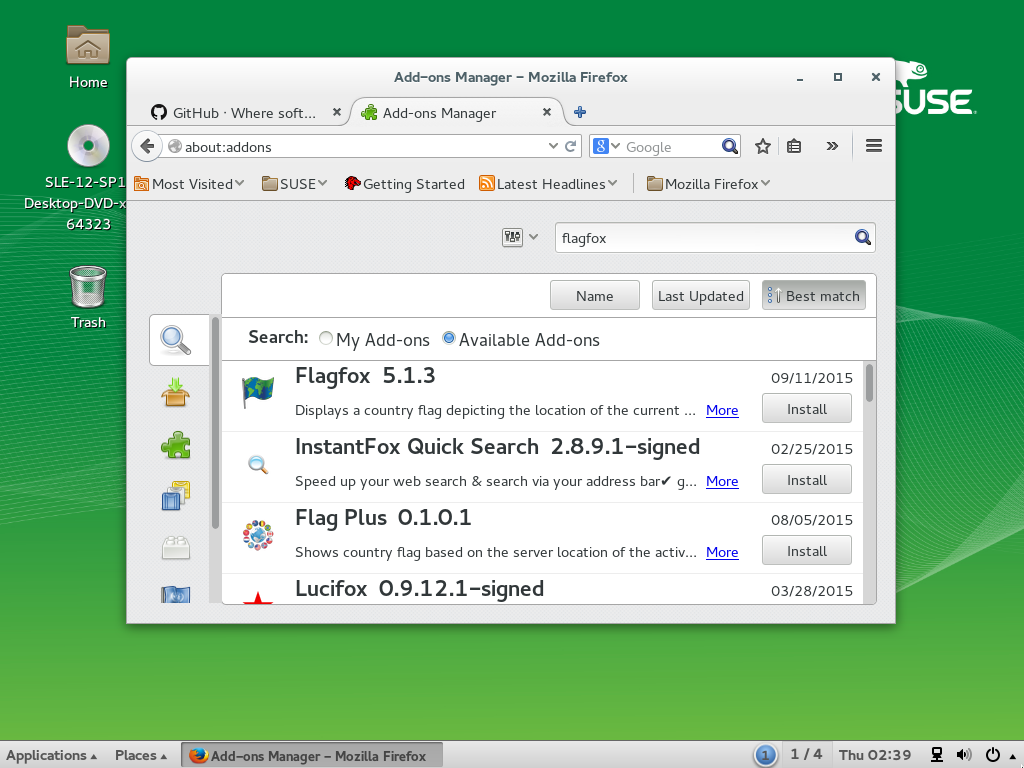 Home
SLE-12-SP1
Desktop-DVD-x
64323
Trash
SUSE
Add-ons Manager - Mozilla Firefox
GitHub · Where soft...
Add-ons Manager
about:addons
Google
Most Visited
SUSE
Getting Started
Latest Headlines
Mozilla Firefox
flagfox
Name
Last Updated
Best match
Search:
My Add-ons
Available Add-ons
Flagfox 5.1.3
09/11/2015
Displays a country flag depicting the location of the current ... More
Install
InstantFox Quick Search 2.8.9.1-signed
02/25/2015
Speed up your web search & search via your address bar✔ g... More
Install
Flag Plus 0.1.0.1
08/05/2015
Shows country flag based on the server location of the activ... More
Install
Lucifox 0.9.12.1-signed
03/28/2015
Applications
Places
Add-ons Manager - Mozilla Firefox
1
1 / 4
Thu 02:39